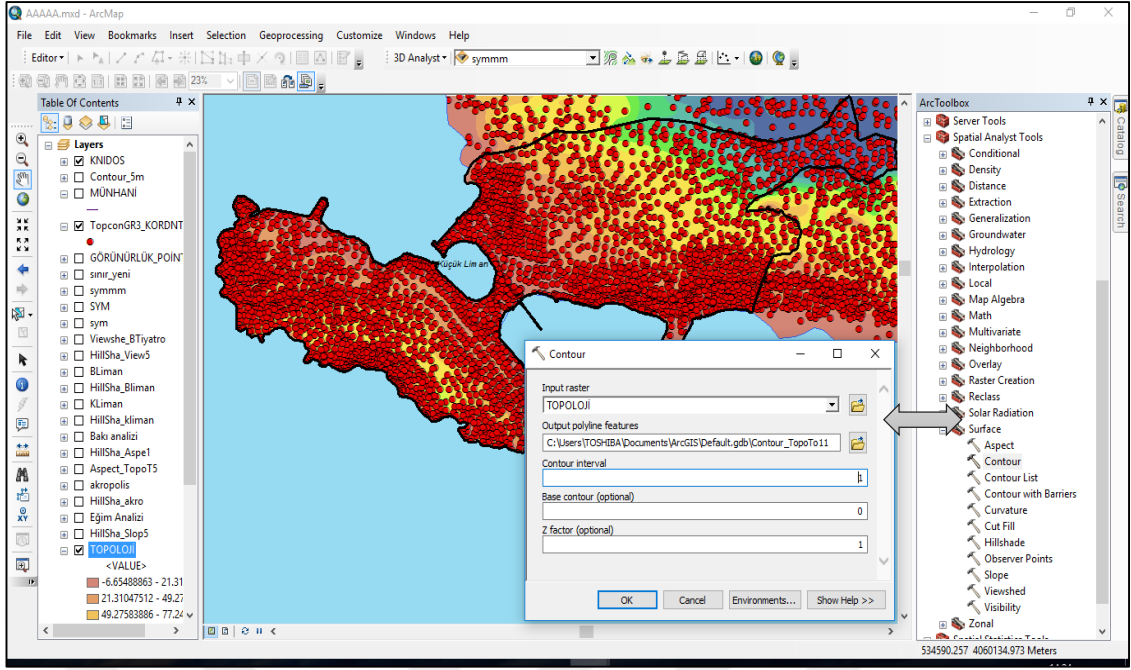 AAAAA.mxd - ArcMap
File Edit View Bookmarks Insert Selection Geoprocessing Customize Windows Help
Editor
3D Analyst
symmm
23%
Table Of Contents
Layers
KNIDOS
Contour_5m
MÜNHANİ
TopconGR3_KORDNT
GÖRÜNÜRLÜK_POİN
sınır_yeni
symmm
SYM
sym
Viewshe_BTiyatro
HillSha_View5
BLiman
HillSha_Bliman
KLiman
HillSha_kliman
Bakı analizi
HillSha_Aspe1
Aspect_TopoT5
akropolis
HillSha_akro
Eğim Analizi
HillSha_Slop5
TOPOLOJİ
<VALUE>
-6.65488863 - 21.31
21.31047512 - 49.27
49.27583886 - 77.24
Küçük Liman
Contour
Input raster
TOPOLOJİ
Output polyline features
C:\Users\TOSHIBA\Documents\ArcGIS\Default.gdb\Contour_TopoTo11
Contour interval
1
Base contour (optional)
0
Z factor (optional)
1
OK Cancel Environments... Show Help >>
ArcToolbox
Server Tools
Spatial Analyst Tools
Conditional
Density
Distance
Extraction
Generalization
Groundwater
Hydrology
Interpolation
Local
Map Algebra
Math
Multivariate
Neighborhood
Overlay
Raster Creation
Reclass
Solar Radiation
Surface
Aspect
Contour
Contour List
Contour with Barriers
Curvature
Cut Fill
Hillshade
Observer Points
Slope
Viewshed
Visibility
Zonal
Spatial Statistics Tools
Catalog
Search
534590.257 4060134.973 Meters